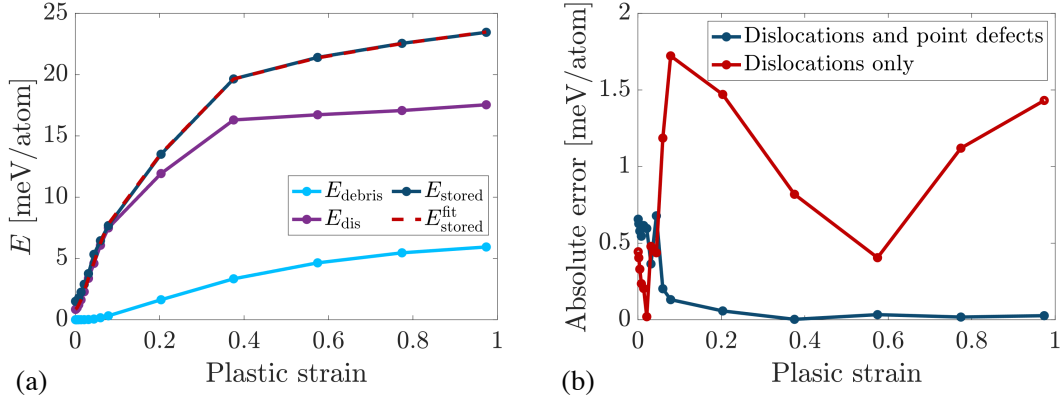 (a)
E [meV/atom]
25
20
15
10
5
0
0 0.2 0.4 0.6 0.8 1
Plastic strain
E_debris E_stored
E_dis E_stored^fit
(b)
Absolute error [meV/atom]
2
1.5
1
0.5
0
0 0.2 0.4 0.6 0.8 1
Plasic strain
Dislocations and point defects
Dislocations only